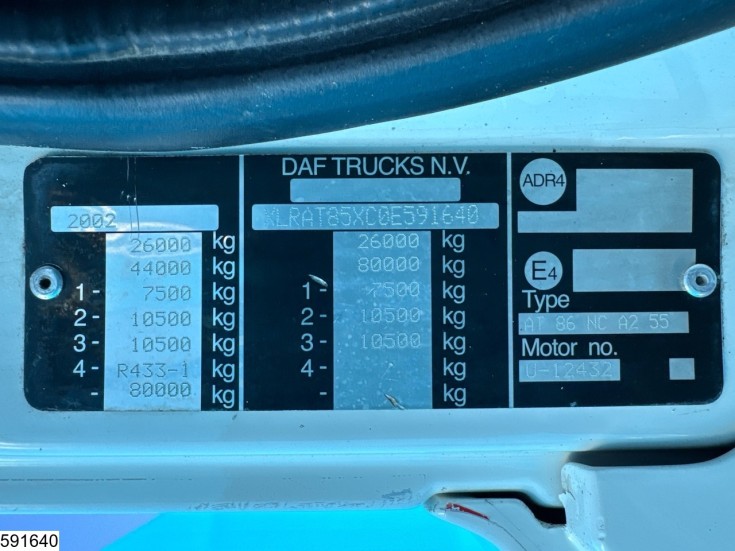 DAF TRUCKS N.V.
2002
XLRAT85XC0E591640
26000 kg 26000 kg
44000 kg 80000 kg
1- 7500 kg 1- 7500 kg
2- 10500 kg 2- 10500 kg
3- 10500 kg 3- 10500 kg
4- R433-1 kg 4- kg
- 80000 kg - kg
ADR4
E4
Type
AT 86 NC A2 55
Motor no.
U-12432
591640